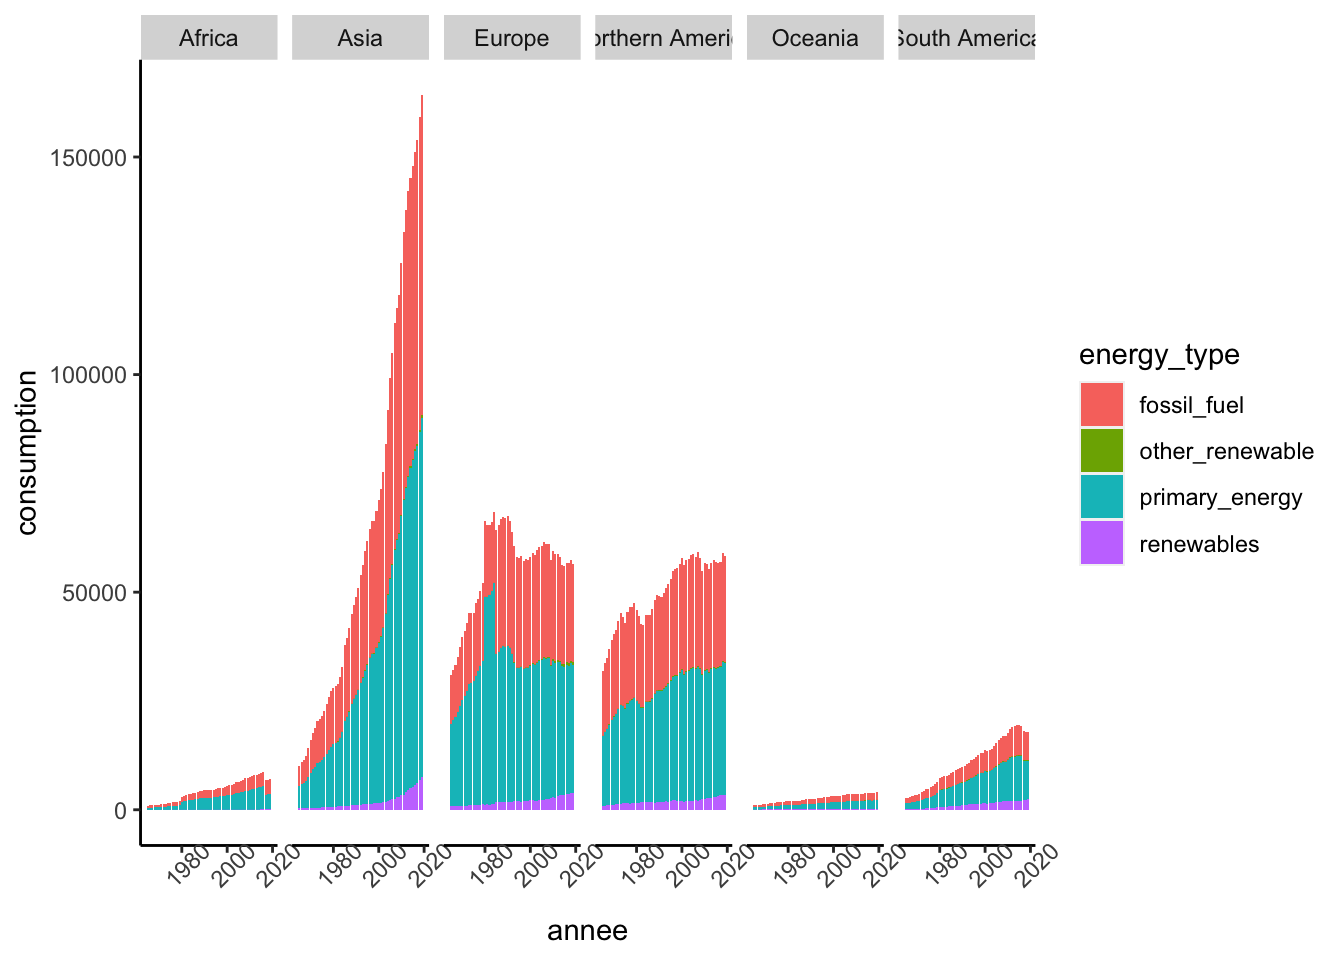 Africa
Asia
Europe
orthern Ameri
Oceania
South America
150000
100000
50000
0
consumption
1980 2000 2020
1980 2000 2020
1980 2000 2020
1980 2000 2020
1980 2000 2020
1980 2000 2020
annee
energy_type
fossil_fuel
other_renewable
primary_energy
renewables